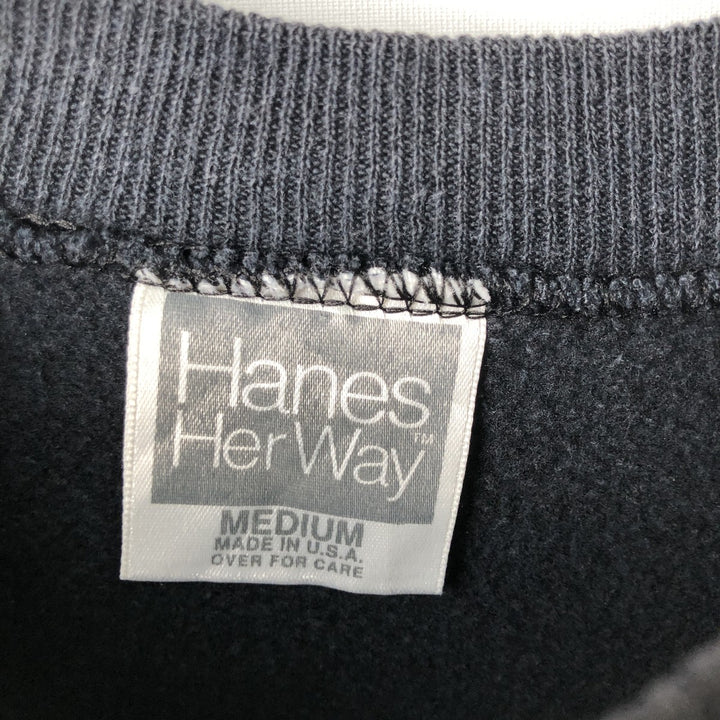 Hanes
Her Way™
MEDIUM
MADE IN U.S.A.
OVER FOR CARE